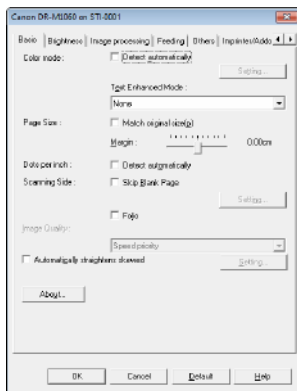 Canon DR-M1060 on STI-0001
Basic Brightness Image processing Feeding Others Imprinter/Addo
Color mode : Detect automatically
Setting...
Text Enhanced Mode :
None
Page Size : Match original size(s)
Margin : 0.00cm
Dots per inch : Detect automatically
Scanning Side : Skip Blank Page
Setting...
Folio
Image Quality :
Speed priority
Automatically straightens skewed
Setting...
About...
OK Cancel Default Help